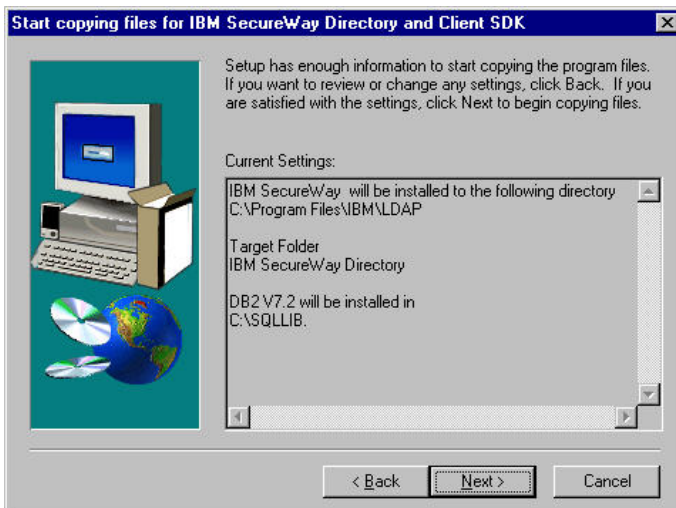 Start copying files for IBM SecureWay Directory and Client SDK
Setup has enough information to start copying the program files.
If you want to review or change any settings, click Back. If you
are satisfied with the settings, click Next to begin copying files.
Current Settings:
IBM SecureWay will be installed to the following directory
C:\Program Files\IBM\LDAP
Target Folder
IBM SecureWay Directory
DB2 V7.2 will be installed in
C:\SQLLIB.
< Back
Next >
Cancel